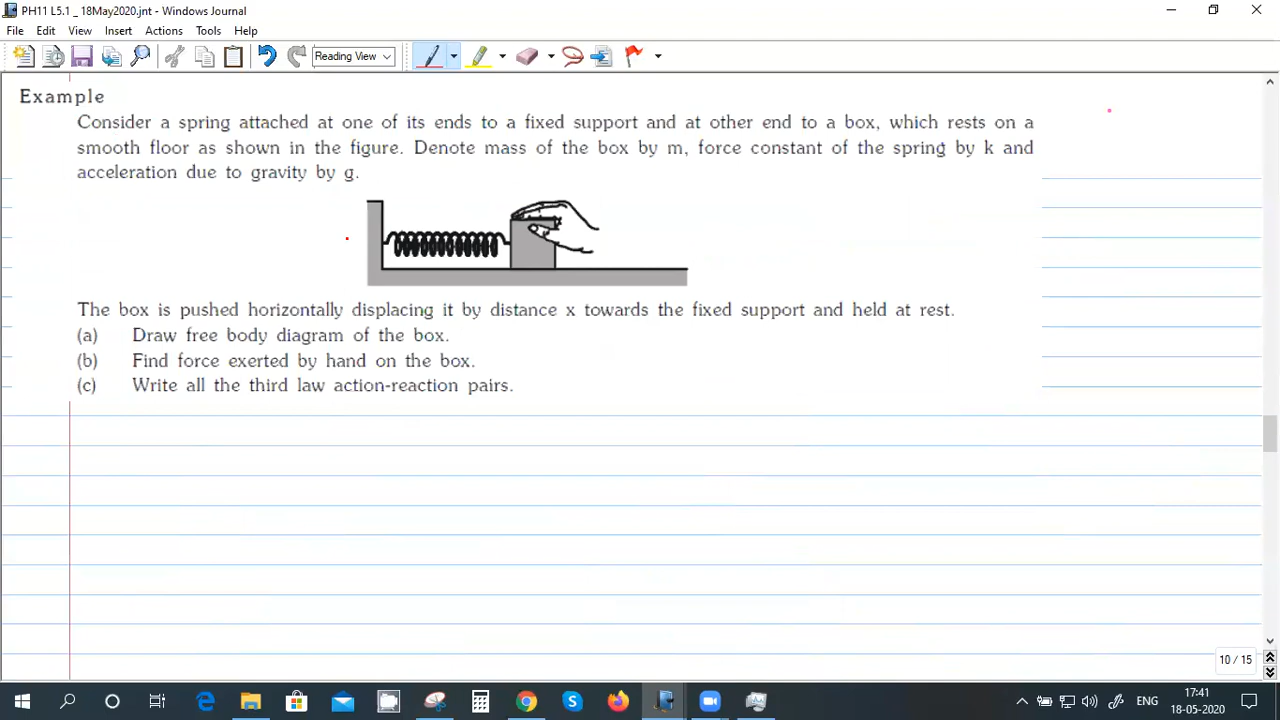 PH11 L5.1 _ 18May2020.jnt - Windows Journal
File Edit View Insert Actions Tools Help
Reading View
Example
Consider a spring attached at one of its ends to a fixed support and at other end to a box, which rests on a
smooth floor as shown in the figure. Denote mass of the box by m, force constant of the spring by k and
acceleration due to gravity by g.
The box is pushed horizontally displacing it by distance x towards the fixed support and held at rest.
(a) Draw free body diagram of the box.
(b) Find force exerted by hand on the box.
(c) Write all the third law action-reaction pairs.
10 / 15
ENG
17:41
18-05-2020